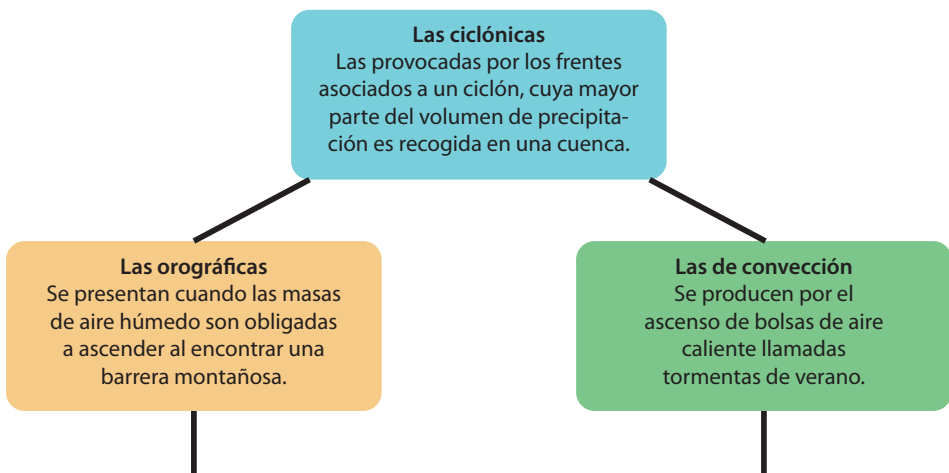 Las ciclónicas
Las provocadas por los frentes
asociados a un ciclón, cuya mayor
parte del volumen de precipita-
ción es recogida en una cuenca.
Las orográficas
Se presentan cuando las masas
de aire húmedo son obligadas
a ascender al encontrar una
barrera montañosa.
Las de convección
Se producen por el
ascenso de bolsas de aire
caliente llamadas
tormentas de verano.